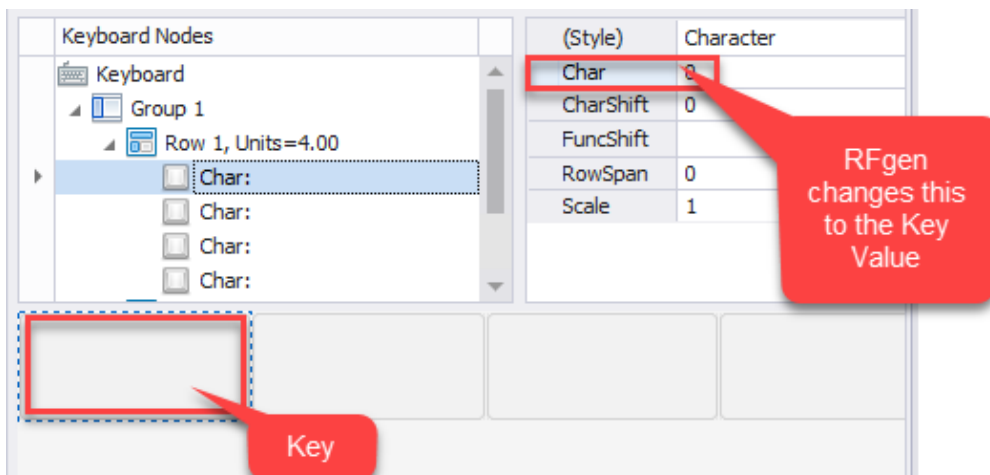 Keyboard Nodes
Keyboard
Group 1
Row 1, Units=4.00
Char:
Char:
Char:
Char:
(Style) Character
Char 0
CharShift 0
FuncShift
RowSpan 0
Scale 1
RFgen
changes this
to the Key
Value
Key